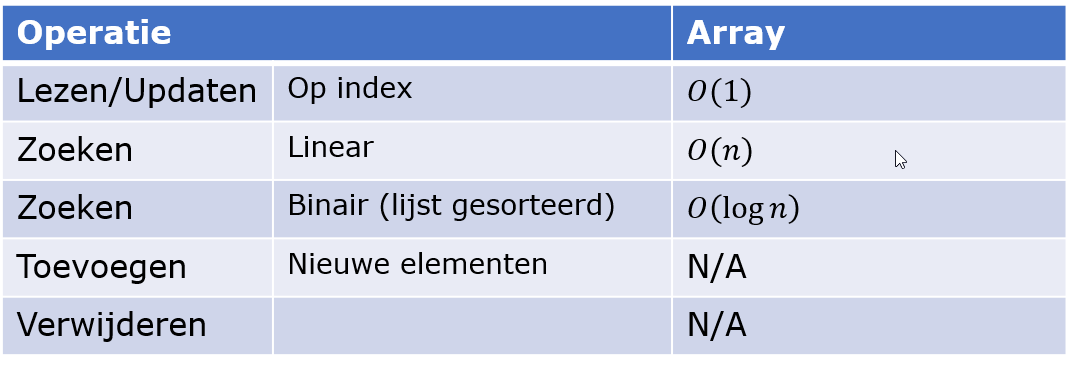 Operatie Array
Lezen/Updaten Op index O(1)
Zoeken Linear O(n)
Zoeken Binair (lijst gesorteerd) O(log n)
Toevoegen Nieuwe elementen N/A
Verwijderen N/A